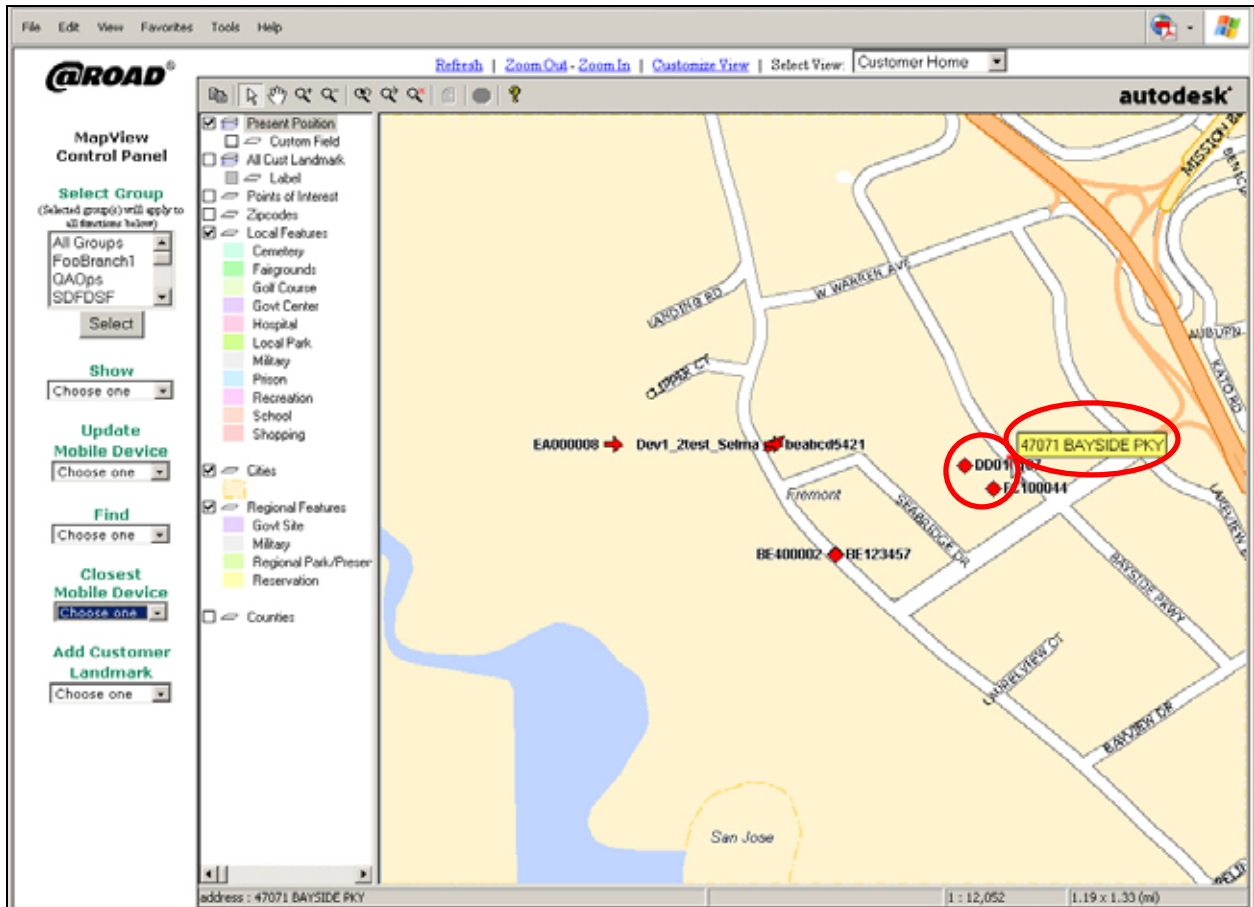 File Edit View Favorites Tools Help
@ROAD®
Refresh | Zoom Out - Zoom In | Customize View | Select View: Customer Home
autodesk
MapView
Control Panel
Select Group
(Selected group(s) will apply to
all functions below)
All Groups
FooBranch1
QAOps
SDFDSF
Select
Show
Choose one
Update
Mobile Device
Choose one
Find
Choose one
Closest
Mobile Device
Choose one
Add Customer
Landmark
Choose one
Present Position
Custom Field
All Cust Landmark
Label
Points of Interest
Zipcodes
Local Features
Cemetery
Fairgrounds
Golf Course
Govt Center
Hospital
Local Park
Military
Prison
Recreation
School
Shopping
Cities
Regional Features
Govt Site
Military
Regional Park/Preser
Reservation
Counties
MISSION B
W WARREN AVE
LANDING RD
CLIPPER CT
AUBURN
KATO RD
EA000008
Dev1_2test_Selma
beabcd5421
47071 BAYSIDE PKY
100044
Fremont
SEABRIDGE DR
LAKEVIEW B
BE400002
BE123457
BAYSIDE PKWY
LAURELVIEW CT
BAYVIEW DR
San Jose
address : 47071 BAYSIDE PKY
1 : 12,052
1.19 x 1.33 (mi)